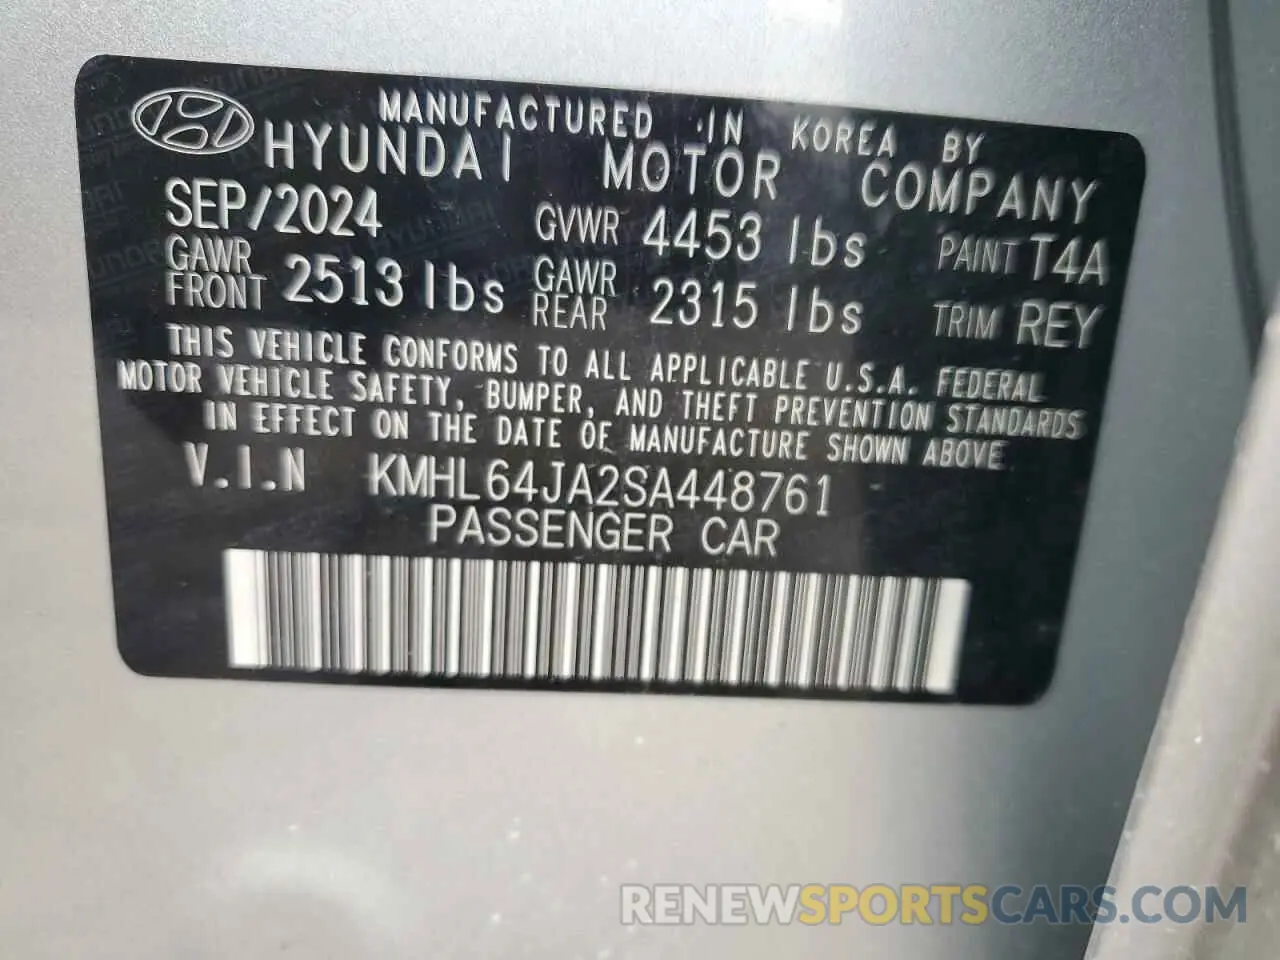 MANUFACTURED IN KOREA BY
HYUNDAI MOTOR COMPANY
SEP/2024 GVWR 4453 lbs PAINT T4A
GAWR FRONT 2513 lbs GAWR REAR 2315 lbs TRIM REY
THIS VEHICLE CONFORMS TO ALL APPLICABLE U.S.A. FEDERAL
MOTOR VEHICLE SAFETY, BUMPER, AND THEFT PREVENTION STANDARDS
IN EFFECT ON THE DATE OF MANUFACTURE SHOWN ABOVE
V.I.N KMHL64JA2SA448761
PASSENGER CAR
RENEWSPORTSCARS.COM